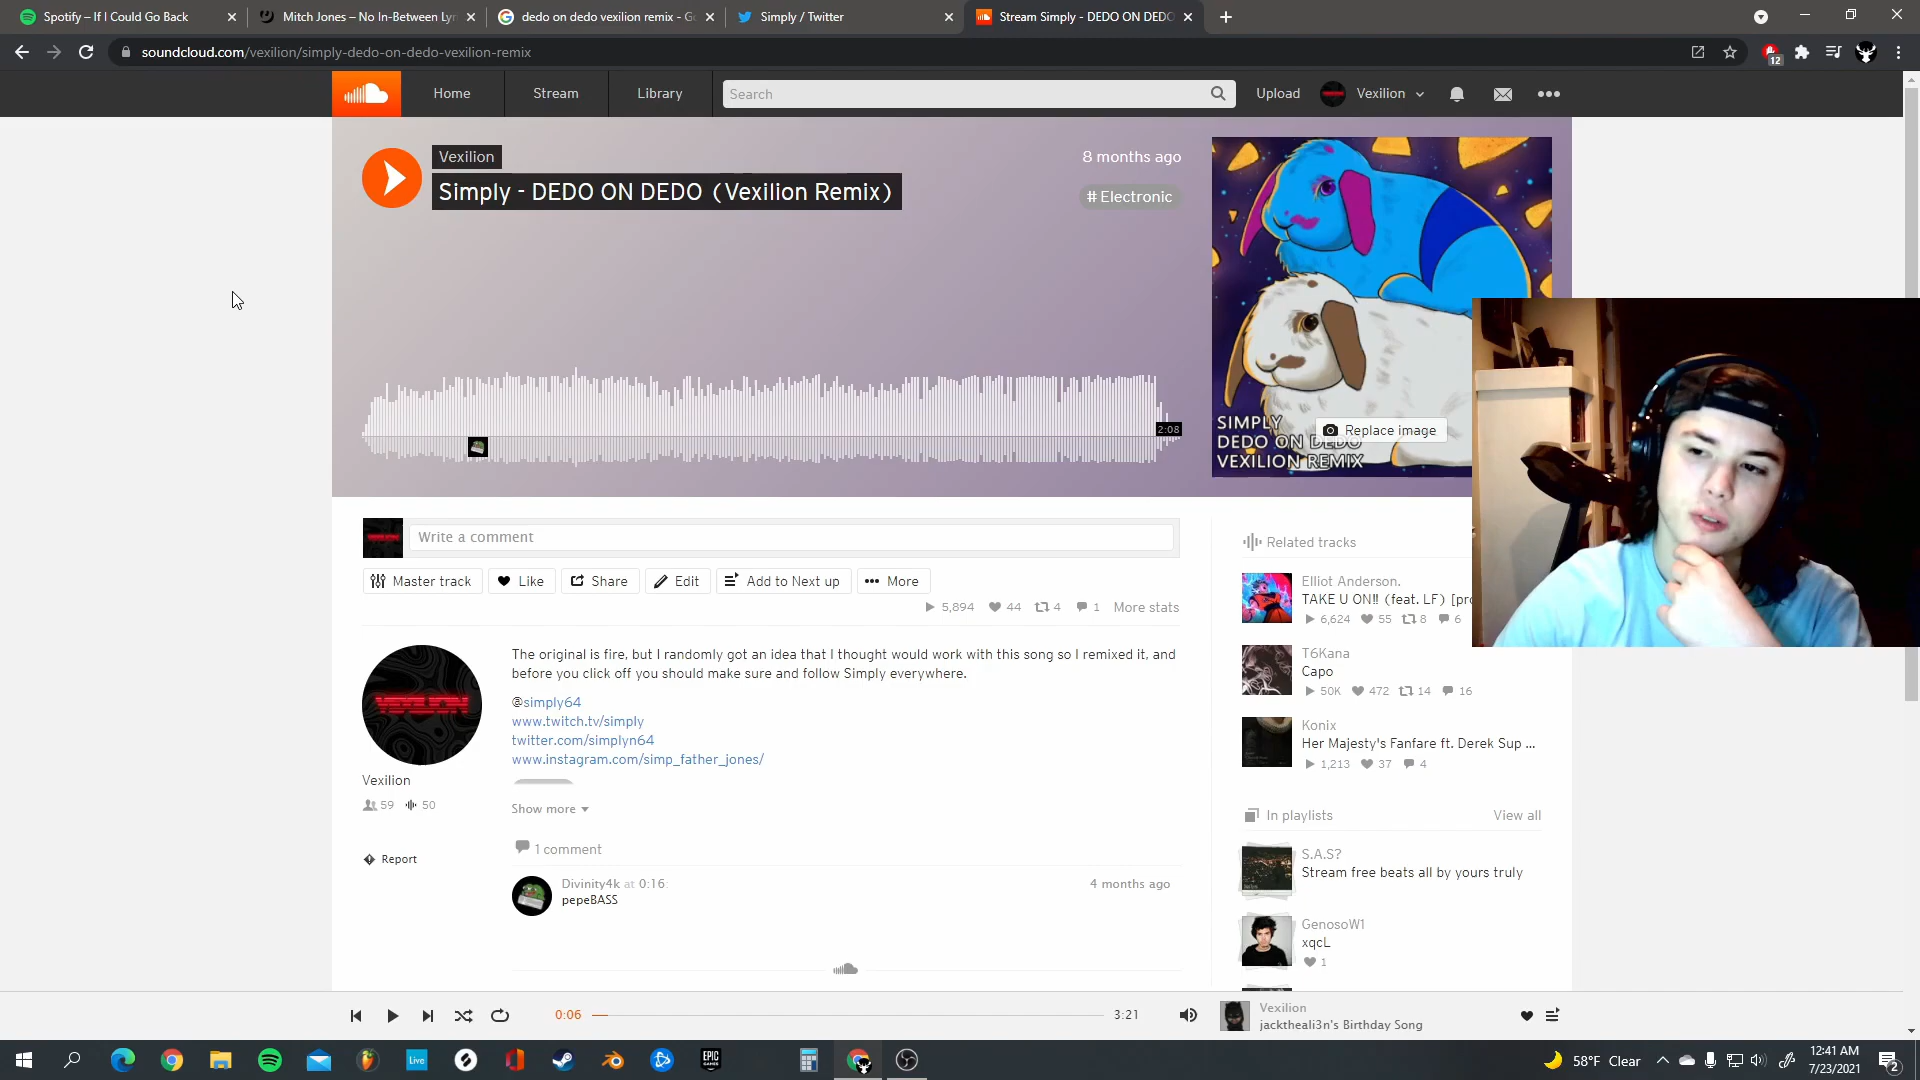 Spotify – If I Could Go Back
Mitch Jones – No In-Between Lyr
dedo on dedo vexilion remix - Go
Simply / Twitter
Stream Simply - DEDO ON DEDO
soundcloud.com/vexilion/simply-dedo-on-dedo-vexilion-remix
12
Home
Stream
Library
Search
Upload
Vexilion
Vexilion
Simply - DEDO ON DEDO (Vexilion Remix)
8 months ago
# Electronic
2:08
SIMPLY
DEDO ON DEDO
VEXILION REMIX
Replace image
Write a comment
Master track
Like
Share
Edit
Add to Next up
More
5,894
44
4
1
More stats
The original is fire, but I randomly got an idea that I thought would work with this song so I remixed it, and
before you click off you should make sure and follow Simply everywhere.
@simply64
www.twitch.tv/simply
twitter.com/simplyn64
www.instagram.com/simp_father_jones/
Show more
VEXILION
Vexilion
59
50
Report
1 comment
Divinity4k at 0:16:
pepeBASS
4 months ago
Related tracks
Elliot Anderson.
TAKE U ON!! (feat. LF) [pro
6,624
55
8
6
T6Kana
Capo
50K
472
14
16
Konix
Her Majesty's Fanfare ft. Derek Sup ...
1,213
37
4
In playlists
View all
S.A.S?
Stream free beats all by yours truly
GenosoW1
xqcL
1
0:06
3:21
Vexilion
jacktheali3n's Birthday Song
Live
EPIC
GAMES
58°F Clear
12:41 AM
7/23/2021
2